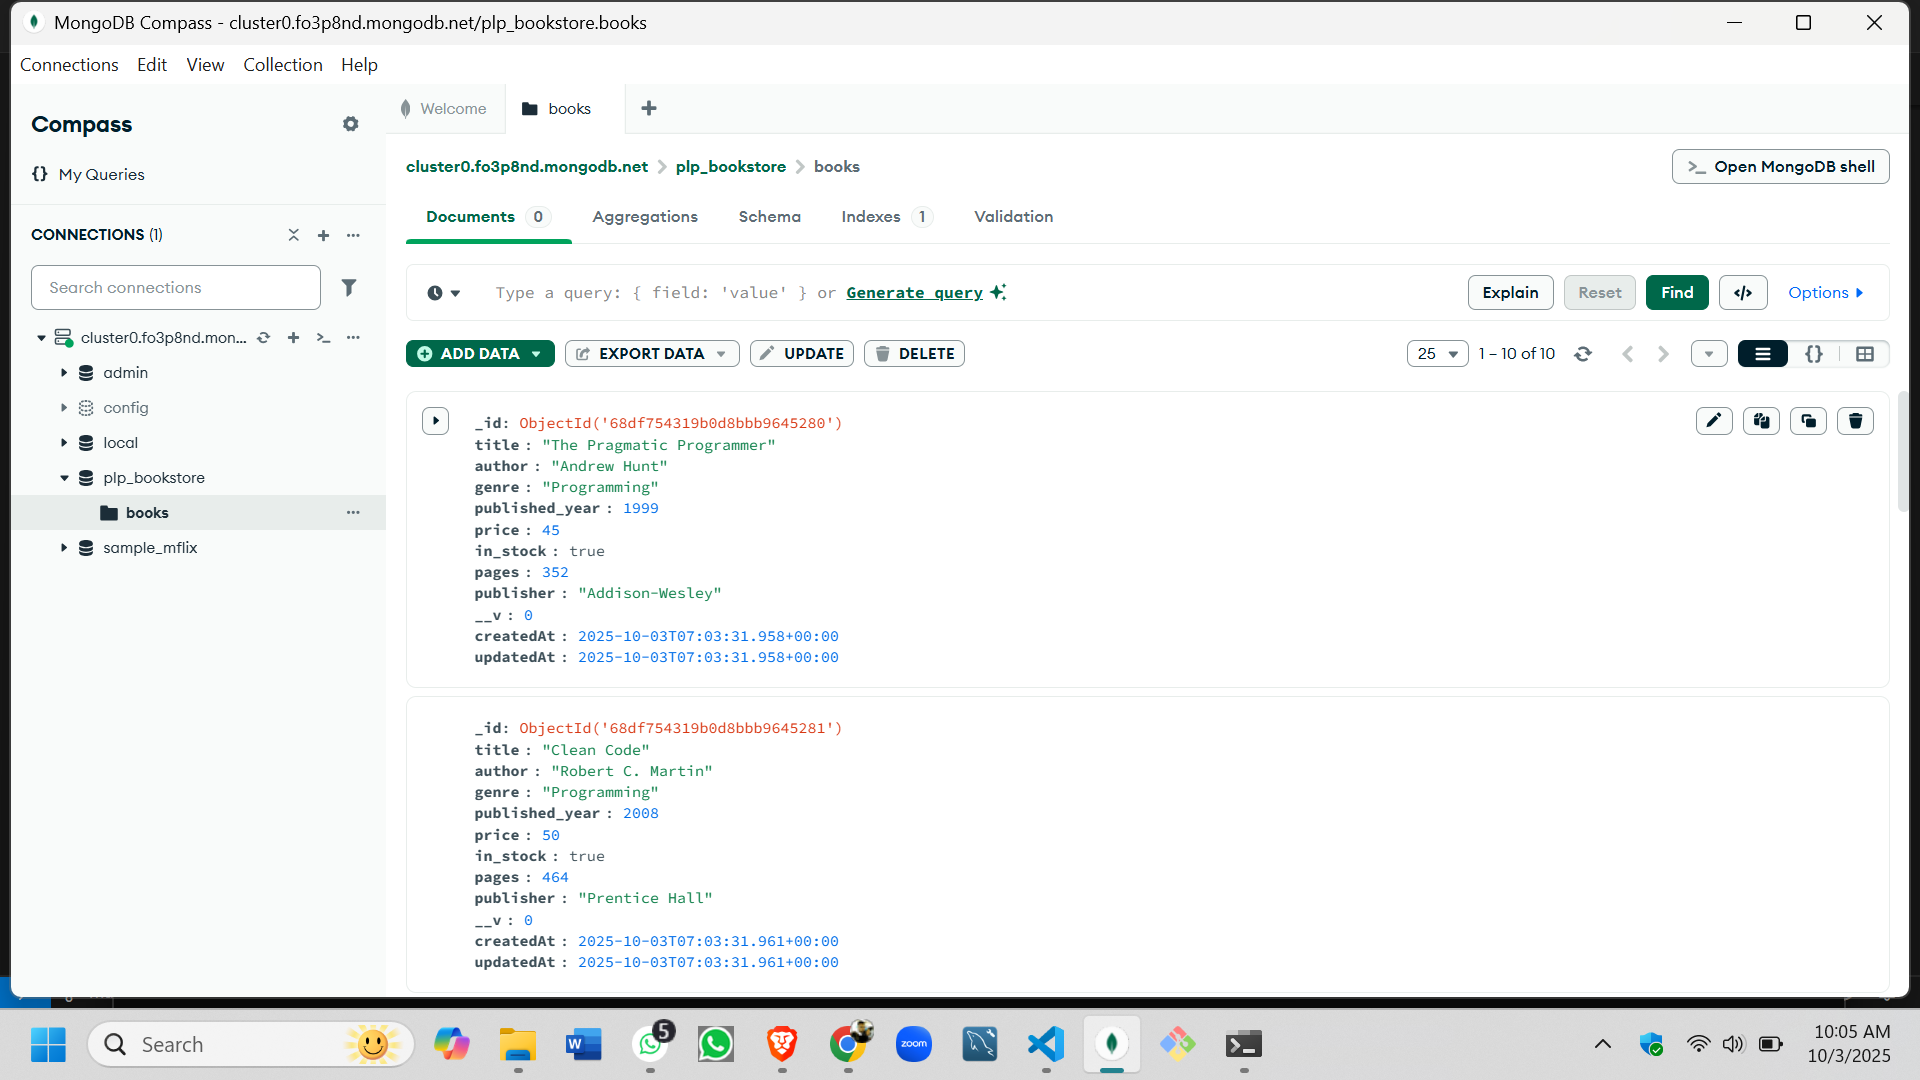 MongoDB Compass - cluster0.fo3p8nd.mongodb.net/plp_bookstore.books
Connections Edit View Collection Help
Compass
{} My Queries
CONNECTIONS (1)
Search connections
cluster0.fo3p8nd.mon...
admin
config
local
plp_bookstore
books
sample_mflix
Welcome
books
cluster0.fo3p8nd.mongodb.net > plp_bookstore > books
>_ Open MongoDB shell
Documents 0 Aggregations Schema Indexes 1 Validation
Type a query: { field: 'value' } or Generate query
Explain Reset Find </> Options
ADD DATA EXPORT DATA UPDATE DELETE
25 1 – 10 of 10 {}
_id: ObjectId('68df754319b0d8bbb9645280')
title : "The Pragmatic Programmer"
author : "Andrew Hunt"
genre : "Programming"
published_year : 1999
price : 45
in_stock : true
pages : 352
publisher : "Addison-Wesley"
__v : 0
createdAt : 2025-10-03T07:03:31.958+00:00
updatedAt : 2025-10-03T07:03:31.958+00:00
_id: ObjectId('68df754319b0d8bbb9645281')
title : "Clean Code"
author : "Robert C. Martin"
genre : "Programming"
published_year : 2008
price : 50
in_stock : true
pages : 464
publisher : "Prentice Hall"
__v : 0
createdAt : 2025-10-03T07:03:31.961+00:00
updatedAt : 2025-10-03T07:03:31.961+00:00
Search
W
5
zoom
10:05 AM
10/3/2025